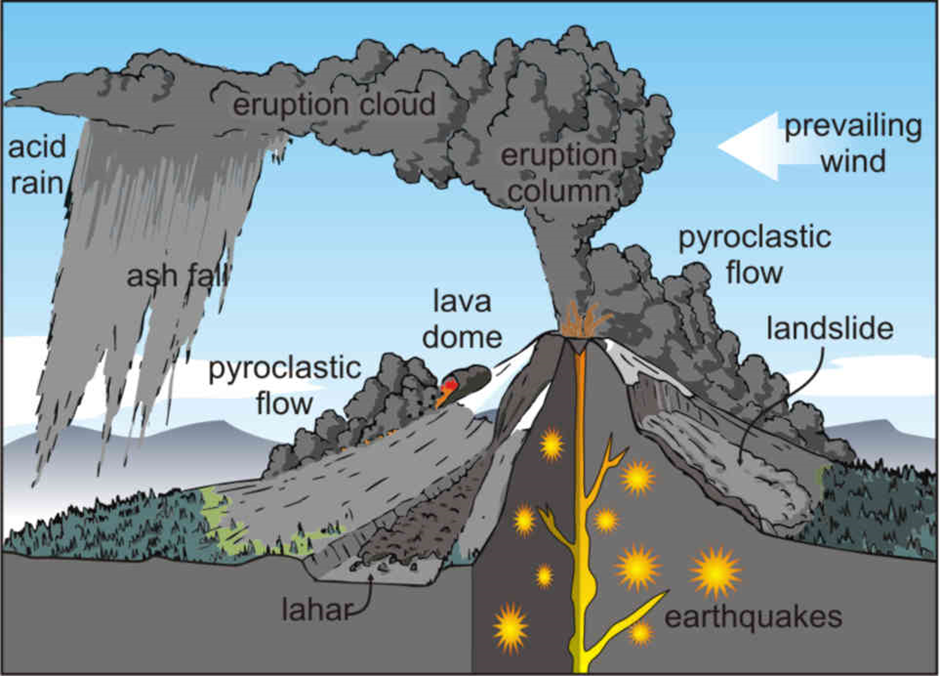 eruption cloud
acid
rain
eruption
column
prevailing
wind
ash fall
pyroclastic
flow
lava
dome
landslide
pyroclastic
flow
lahar
earthquakes